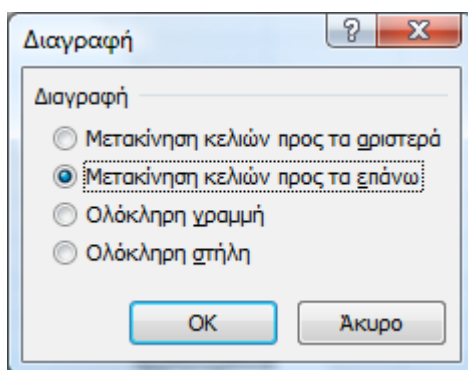 Διαγραφή
Διαγραφή
Μετακίνηση κελιών προς τα αριστερά
Μετακίνηση κελιών προς τα επάνω
Ολόκληρη γραμμή
Ολόκληρη στήλη
OK
Άκυρο